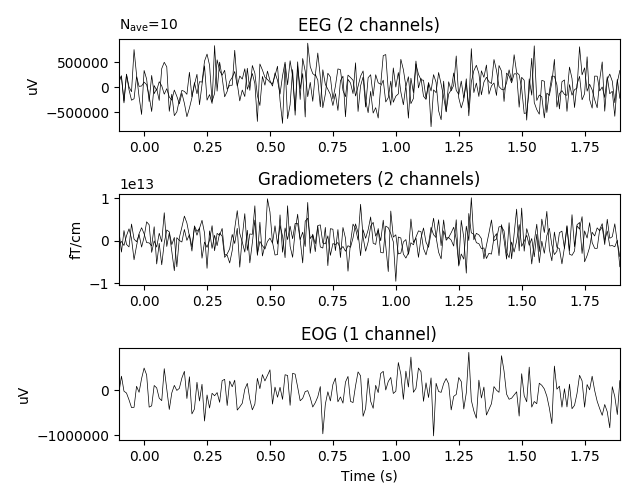 N_ave=10
EEG (2 channels)
uV
500000
0
−500000
0.00 0.25 0.50 0.75 1.00 1.25 1.50 1.75
1e13
Gradiometers (2 channels)
fT/cm
1
0
−1
0.00 0.25 0.50 0.75 1.00 1.25 1.50 1.75
EOG (1 channel)
uV
0
−1000000
0.00 0.25 0.50 0.75 1.00 1.25 1.50 1.75
Time (s)